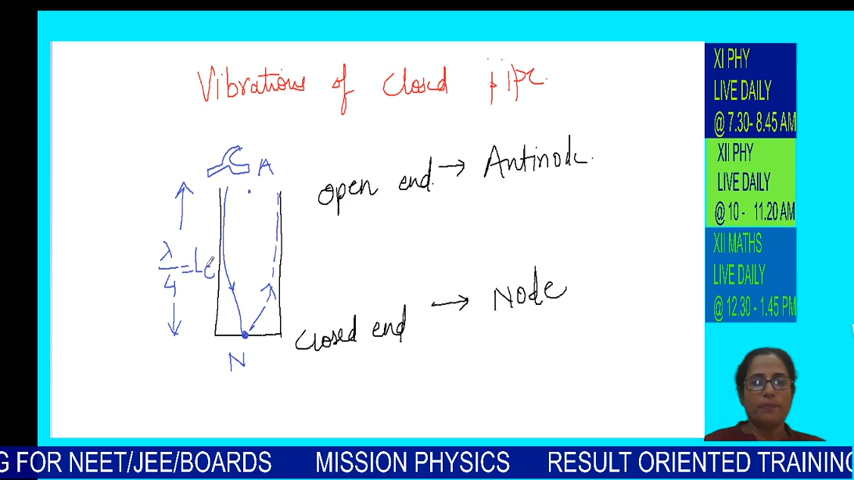 Vibrations of Closed pipe
A
open end → Antinode
λ/4 = Le
Closed end → Node
N
XI PHY
LIVE DAILY
@ 7.30- 8.45 AM
XII PHY
LIVE DAILY
@ 10 - 11.20 AM
XII MATHS
LIVE DAILY
@ 12.30 - 1.45 PM
G FOR NEET/JEE/BOARDS MISSION PHYSICS RESULT ORIENTED TRAINING